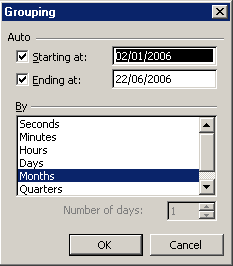 Grouping
Auto
Starting at: 02/01/2006
Ending at: 22/06/2006
By
Seconds
Minutes
Hours
Days
Months
Quarters
Number of days: 1
OK Cancel